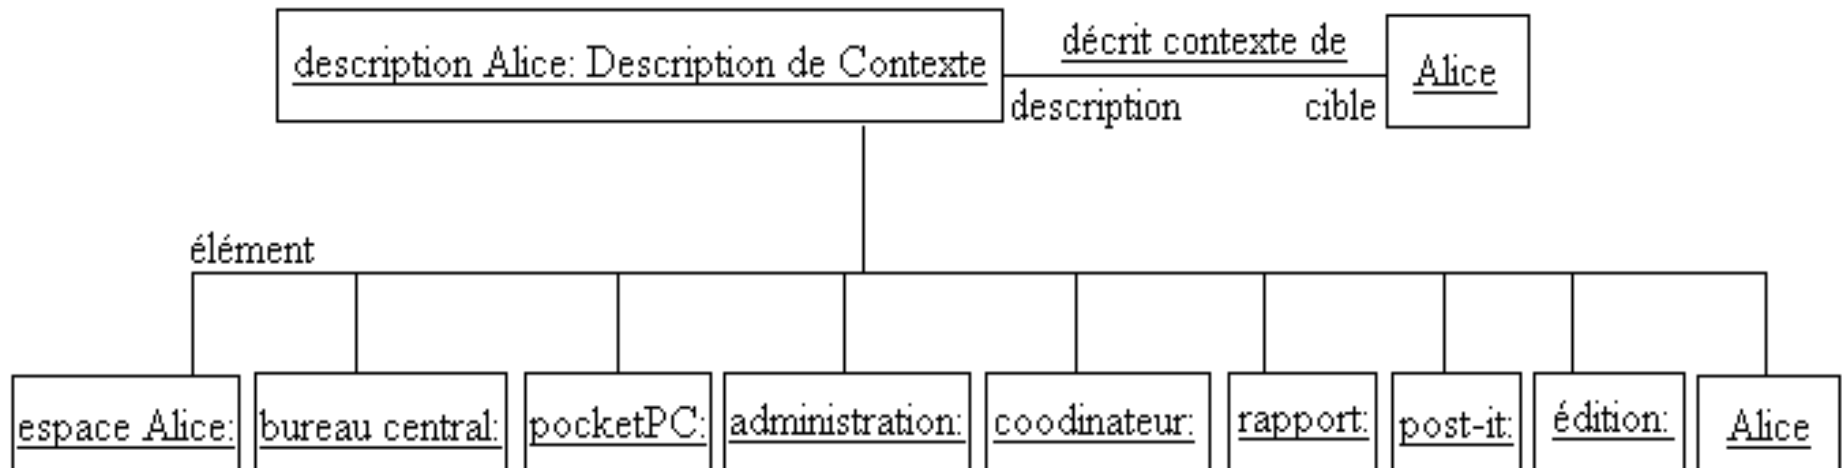 description Alice: Description de Contexte
décrit contexte de
Alice
description
cible
élément
espace Alice:
bureau central:
pocketPC:
administration:
coodinateur:
rapport:
post-it:
édition:
Alice